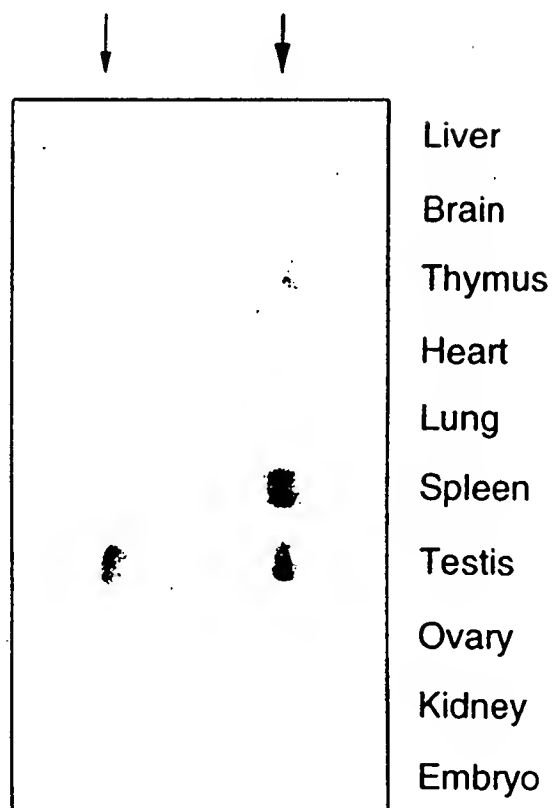 Liver
Brain
Thymus
Heart
Lung
Spleen
Testis
Ovary
Kidney
Embryo